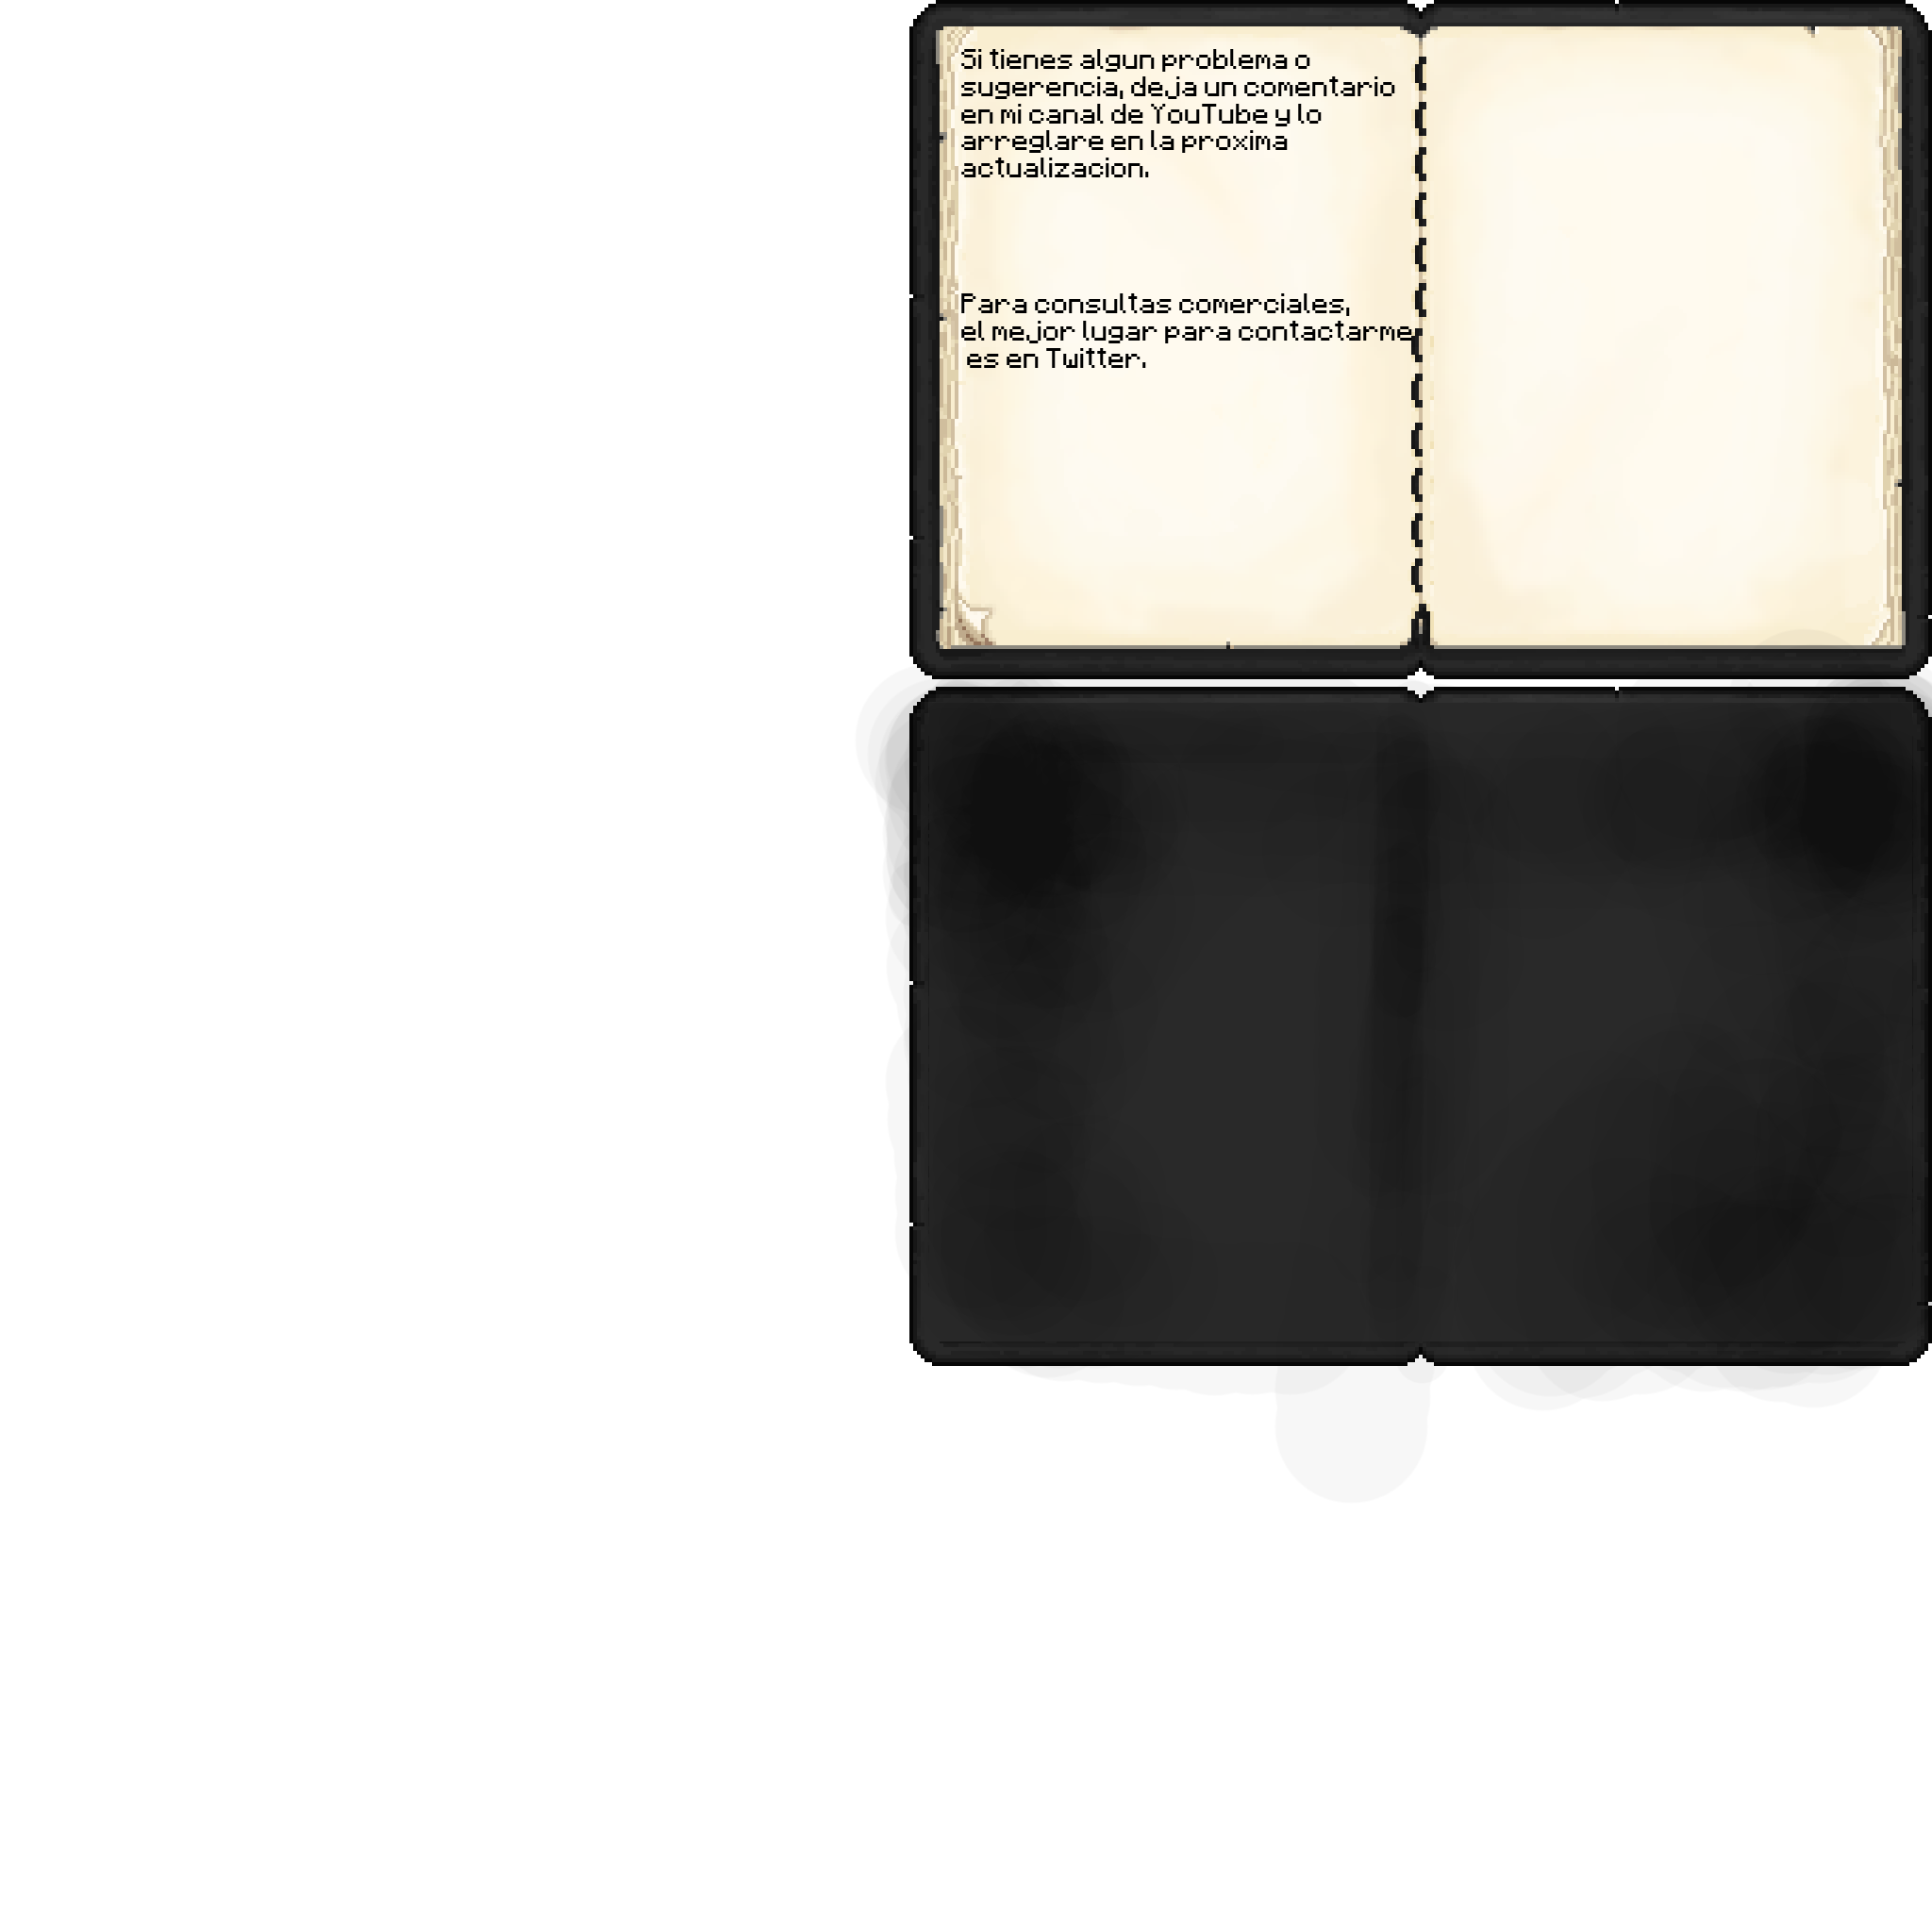 Si tienes algun problema o
sugerencia, deja un comentario
en mi canal de YouTube y lo
arreglare en la proxima
actualizacion.
Para consultas comerciales,
el mejor lugar para contactarme
es en Twitter.